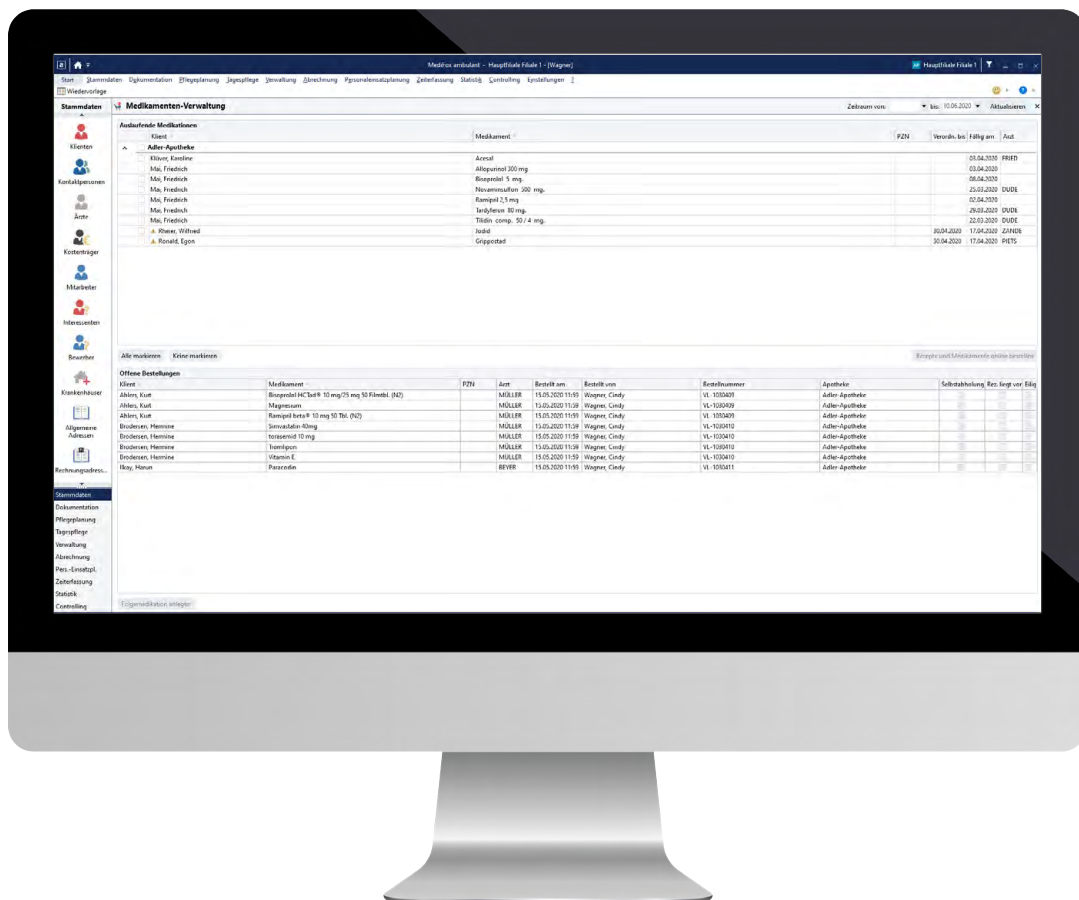 Medifox ambulant - Hauptfiliale Filiale 1 - [Wagner] Hauptfiliale Filiale 1
Start Stammdaten Dokumentation Pflegeplanung Tagespflege Verwaltung Abrechnung Personaleinsatzplanung Zeiterfassung Statistik Controlling Einstellungen ?
Wiedervorlage
Stammdaten Medikamenten-Verwaltung Zeitraum von: bis: 10.06.2020 Aktualisieren
Klienten
Kontaktpersonen
Ärzte
Kostenträger
Mitarbeiter
Interessenten
Bewerber
Krankenhäuser
Allgemeine
Adressen
Rechnungsadress...
Stammdaten
Dokumentation
Pflegeplanung
Tagespflege
Verwaltung
Abrechnung
Pers.-Einsatzpl.
Zeiterfassung
Statistik
Controlling
Auslaufende Medikationen
Klient Medikament PZN Verordn. bis Fällig am Arzt
Adler-Apotheke
Klüver, Karoline Acesal 03.04.2020 FRIED
Mai, Friedrich Allopurinol 300 mg 03.04.2020
Mai, Friedrich Bisoprolol 5 mg. 08.04.2020
Mai, Friedrich Novaminsulfon 500 mg. 25.03.2020 DUDE
Mai, Friedrich Ramipril 2,5 mg 02.04.2020
Mai, Friedrich Tardyferon 80 mg. 29.03.2020 DUDE
Mai, Friedrich Tilidin comp. 50 / 4 mg. 22.03.2020 DUDE
Rheier, Wilfried Jodid 30.04.2020 17.04.2020 ZANDE
Ronald, Egon Grippostad 30.04.2020 17.04.2020 PIETS
Alle markieren Keine markieren Rezepte und Medikamente online bestellen
Offene Bestellungen
Klient Medikament PZN Arzt Bestellt am Bestellt von Bestellnummer Apotheke Selbstabholung Rez. liegt vor Eilig
Ahlers, Kurt Bisoprolol HCTad® 10 mg/25 mg 50 Filmtbl. (N2) MÜLLER 15.05.2020 11:59 Wagner, Cindy VL-1030409 Adler-Apotheke
Ahlers, Kurt Magnesium MÜLLER 15.05.2020 11:59 Wagner, Cindy VL-1030409 Adler-Apotheke
Ahlers, Kurt Ramipril beta® 10 mg 50 Tbl. (N2) MÜLLER 15.05.2020 11:59 Wagner, Cindy VL-1030409 Adler-Apotheke
Brodersen, Hermine Simvastatin 40mg MÜLLER 15.05.2020 11:59 Wagner, Cindy VL-1030410 Adler-Apotheke
Brodersen, Hermine torasemid 10 mg MÜLLER 15.05.2020 11:59 Wagner, Cindy VL-1030410 Adler-Apotheke
Brodersen, Hermine Tromlipon MÜLLER 15.05.2020 11:59 Wagner, Cindy VL-1030410 Adler-Apotheke
Brodersen, Hermine Vitamin E MÜLLER 15.05.2020 11:59 Wagner, Cindy VL-1030410 Adler-Apotheke
Ilkay, Harun Paracodin BEYER 15.05.2020 11:59 Wagner, Cindy VL-1030411 Adler-Apotheke
Folgemedikation anlegen